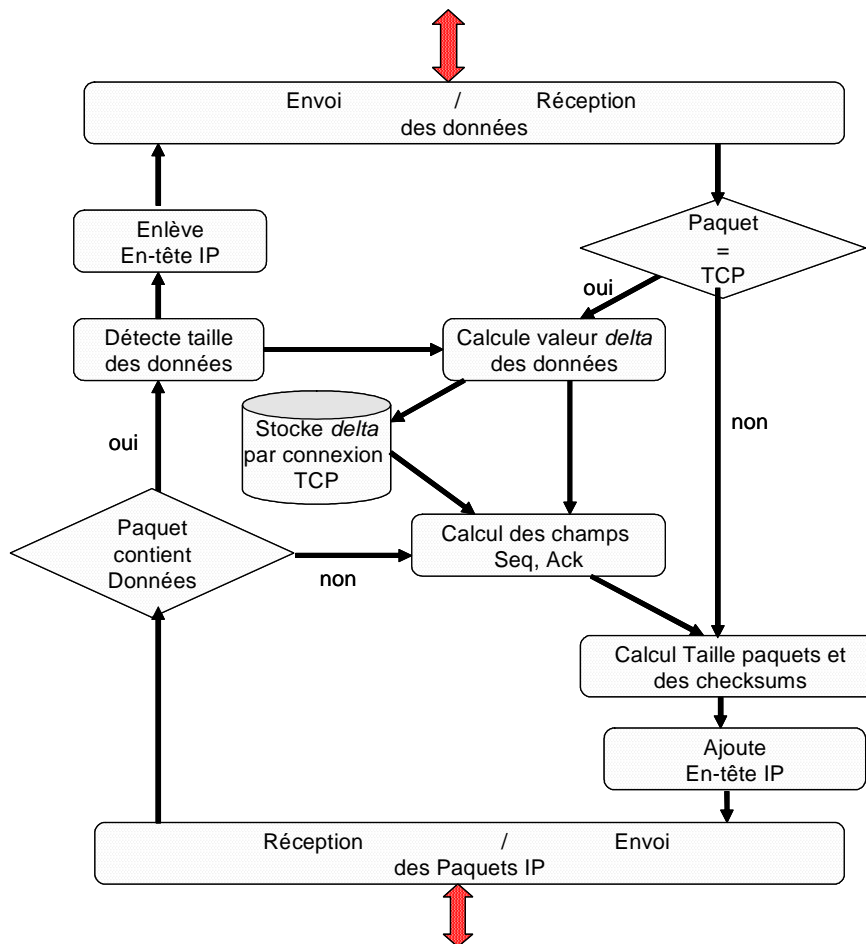 Envoi / Réception
des données
Enlève
En-tête IP
Paquet
=
TCP
oui
Détecte taille
des données
Calcule valeur delta
des données
Stocke delta
par connexion
TCP
non
oui
Paquet
contient
Données
non
Calcul des champs
Seq, Ack
Calcul Taille paquets et
des checksums
Ajoute
En-tête IP
Réception / Envoi
des Paquets IP